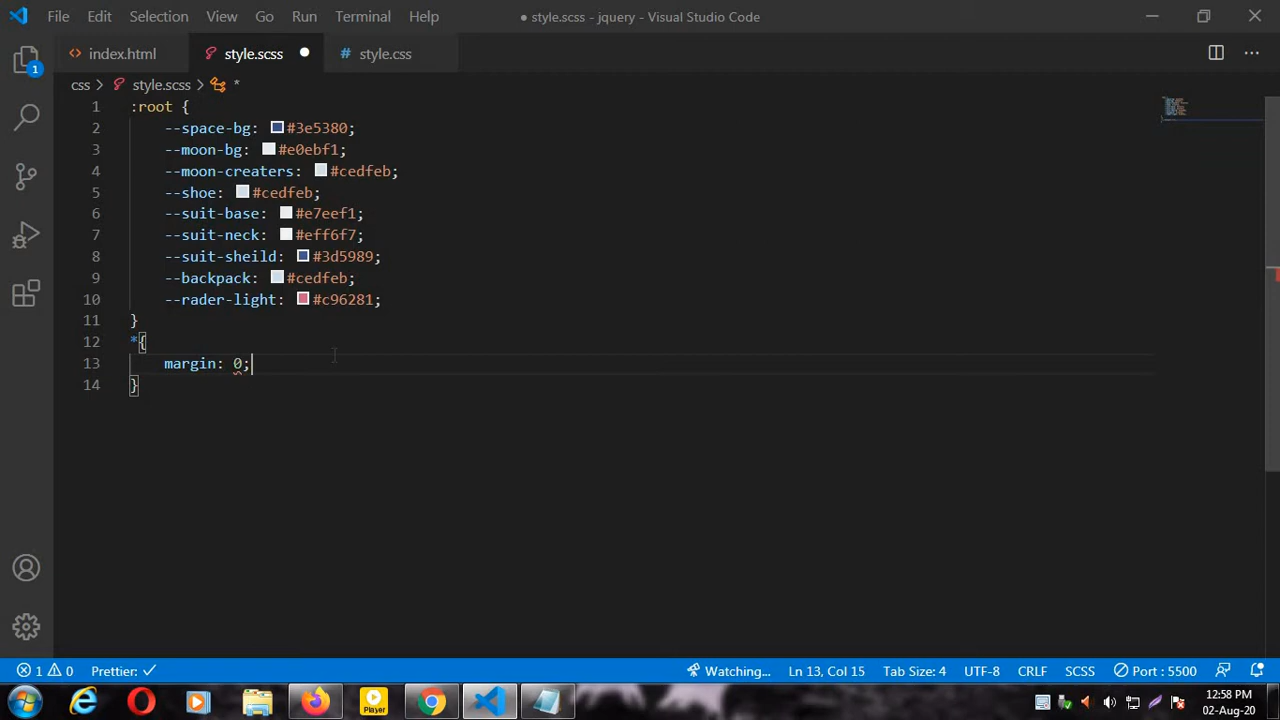 File Edit Selection View Go Run Terminal Help
● style.scss - jquery - Visual Studio Code
index.html style.scss style.css
css > style.scss > *
1 :root {
2 --space-bg: #3e5380;
3 --moon-bg: #e0ebf1;
4 --moon-creaters: #cedfeb;
5 --shoe: #cedfeb;
6 --suit-base: #e7eef1;
7 --suit-neck: #eff6f7;
8 --suit-sheild: #3d5989;
9 --backpack: #cedfeb;
10 --rader-light: #c96281;
11 }
12 *{
13 margin: 0;
14 }
1
1 0 Prettier: ✓ Watching... Ln 13, Col 15 Tab Size: 4 UTF-8 CRLF SCSS Port : 5500
Player
12:58 PM
02-Aug-20